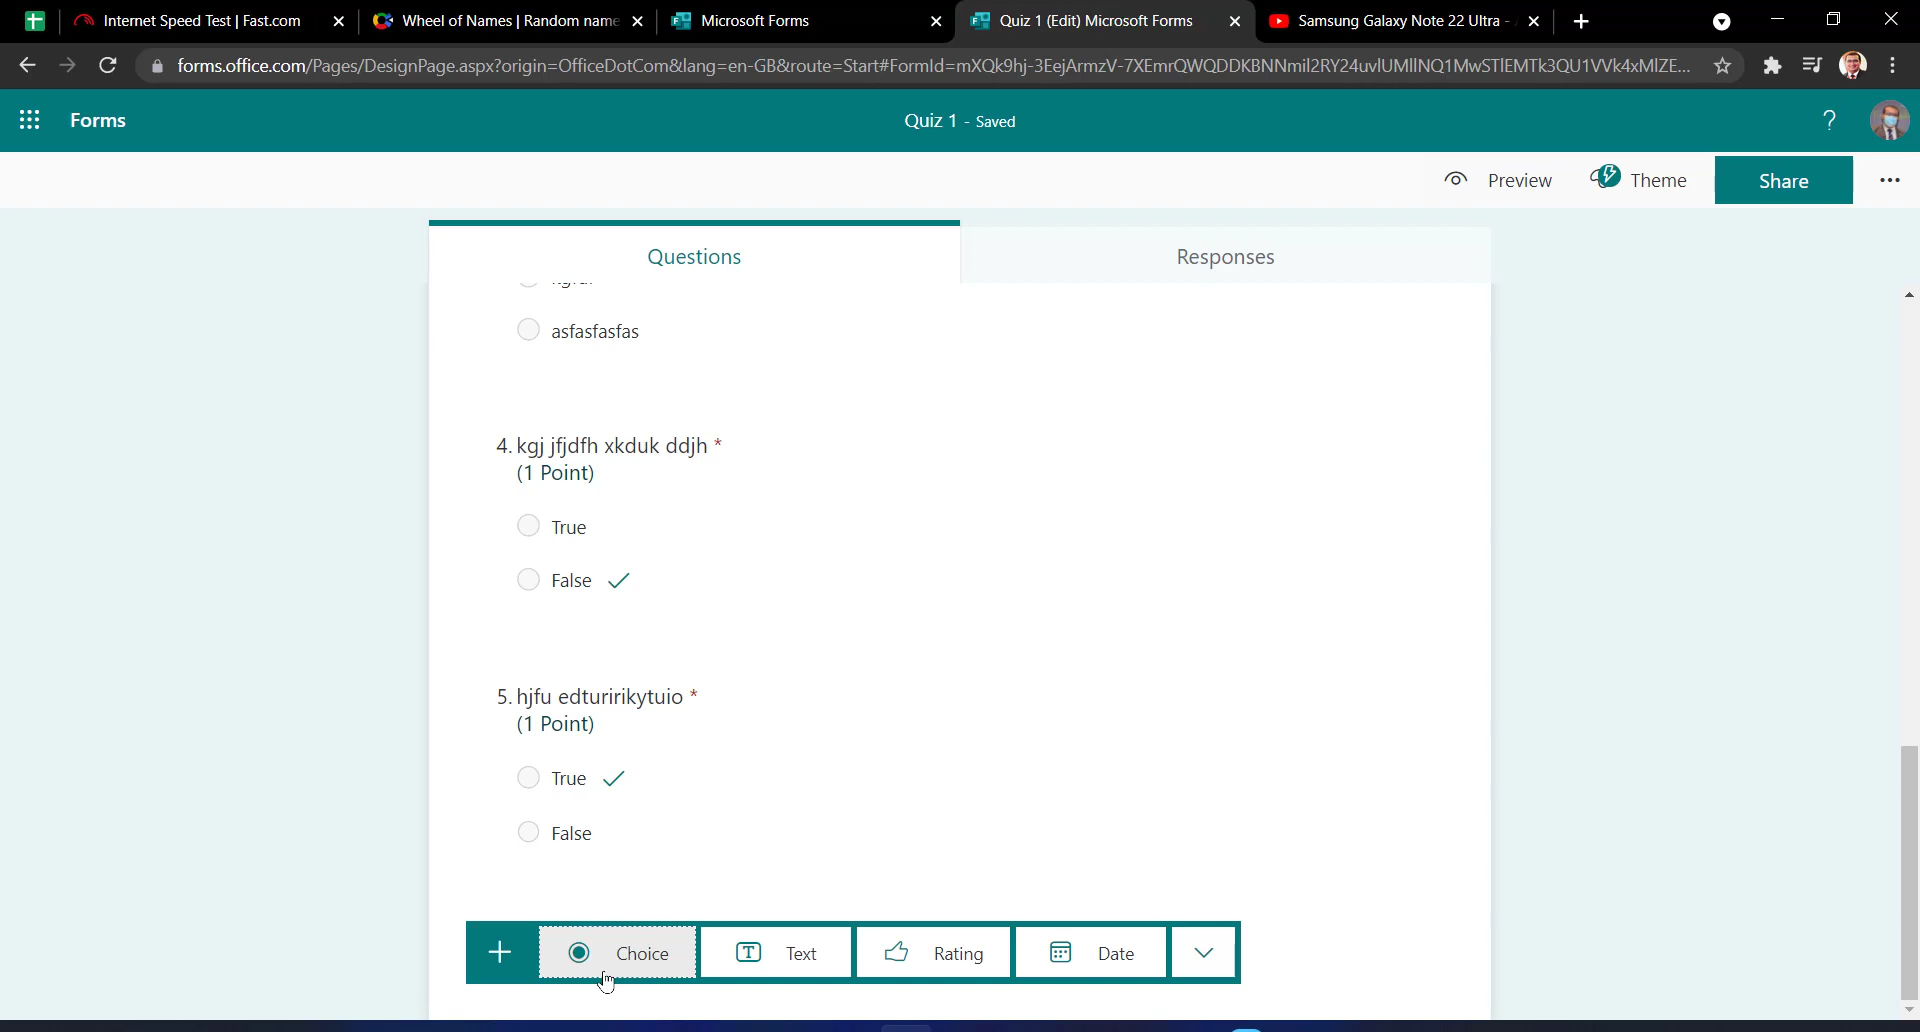 Internet Speed Test | Fast.com
Wheel of Names | Random name
Microsoft Forms
Quiz 1 (Edit) Microsoft Forms
Samsung Galaxy Note 22 Ultra -
forms.office.com/Pages/DesignPage.aspx?origin=OfficeDotCom&lang=en-GB&route=Start#FormId=mXQk9hj-3EejArmzV-7XEmrQWQDDKBNNmil2RY24uvlUMllNQ1MwSTlEMTk3QU1VVk4xMlZE...
Forms
Quiz 1 - Saved
?
Preview
Theme
Share
Questions
Responses
asfasfasfas
4. kgj jfjdfh xkduk ddjh *
(1 Point)
True
False
5. hjfu edturirikytuio *
(1 Point)
True
False
Choice
Text
Rating
Date